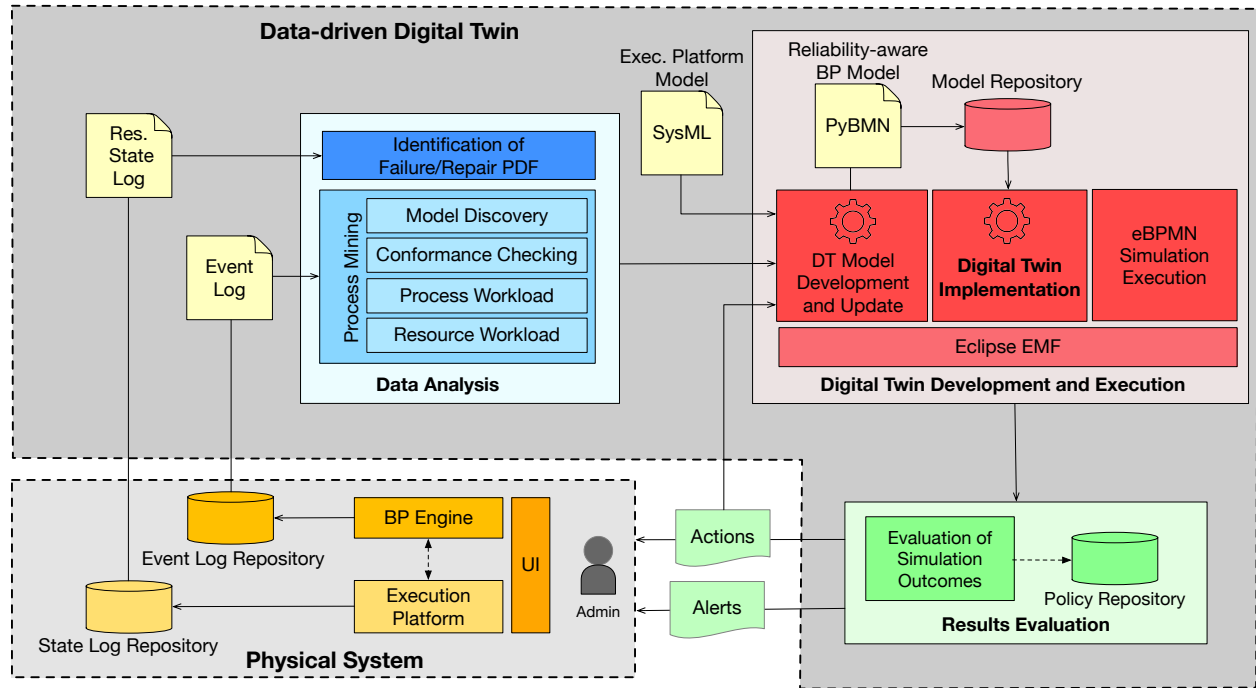 Data-driven Digital Twin
Exec. Platform
Model
Reliability-aware
BP Model
Model Repository
Res.
State
Log
SysML
PyBMN
Identification of
Failure/Repair PDF
Process Mining
Model Discovery
Conformance Checking
Process Workload
Resource Workload
Data Analysis
Event
Log
DT Model
Development
and Update
Digital Twin
Implementation
eBPMN
Simulation
Execution
Eclipse EMF
Digital Twin Development and Execution
BP Engine
UI
Event Log Repository
Execution
Platform
State Log Repository
Admin
Physical System
Actions
Alerts
Evaluation of
Simulation
Outcomes
Policy Repository
Results Evaluation